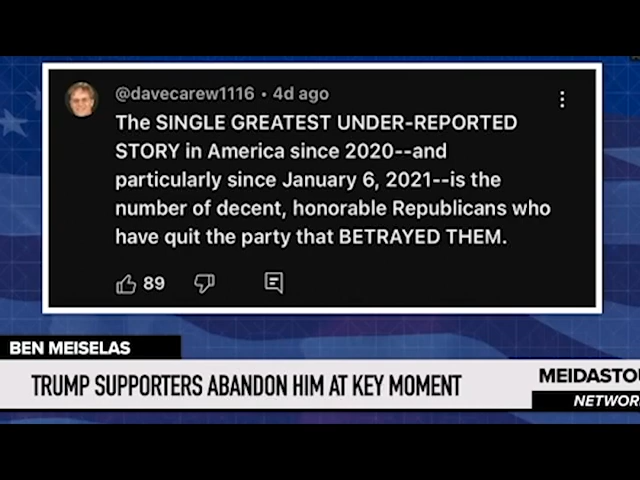 @davecarew1116 • 4d ago
The SINGLE GREATEST UNDER-REPORTED
STORY in America since 2020--and
particularly since January 6, 2021--is the
number of decent, honorable Republicans who
have quit the party that BETRAYED THEM.
89
BEN MEISELAS
TRUMP SUPPORTERS ABANDON HIM AT KEY MOMENT
MEIDASTOU
NETWOR